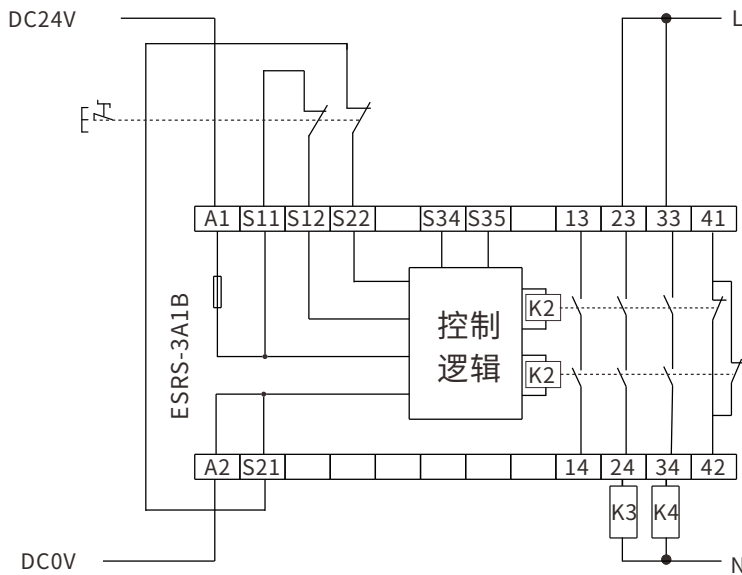 DC24V
L
A1 S11 S12 S22 S34 S35 13 23 33 41
ESRS-3A1B
控制
逻辑
K2
K2
A2 S21 14 24 34 42
K3 K4
DC0V
N